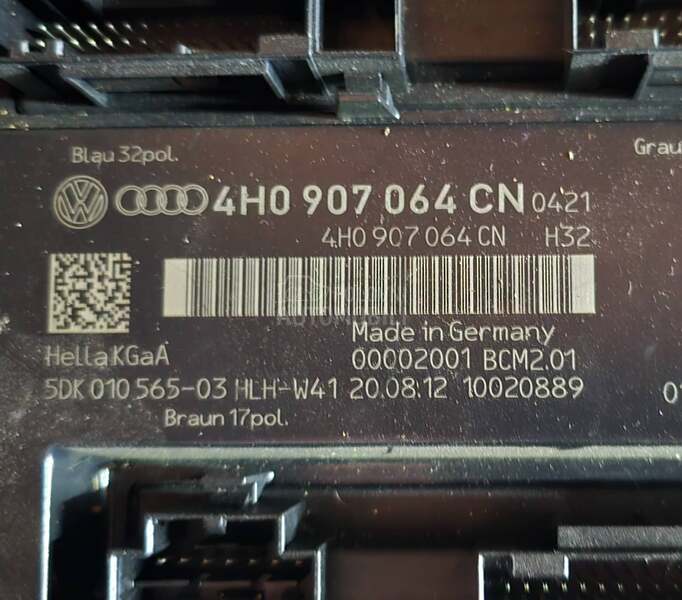 Blau 32pol.
Grau
4H0 907 064 CN 0421
4H0 907 064 CN H32
Made in Germany
Hella KGaA
00002001 BCM2.01
5DK 010 565-03 HLH-W41 20.08.12 10020889
Braun 17pol.